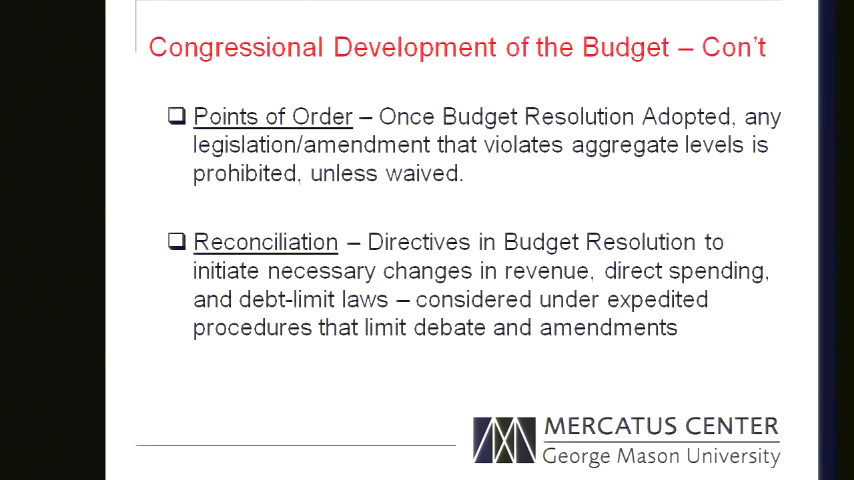 Congressional Development of the Budget – Con't
Points of Order – Once Budget Resolution Adopted, any
legislation/amendment that violates aggregate levels is
prohibited, unless waived.
Reconciliation – Directives in Budget Resolution to
initiate necessary changes in revenue, direct spending,
and debt-limit laws – considered under expedited
procedures that limit debate and amendments
MERCATUS CENTER
George Mason University